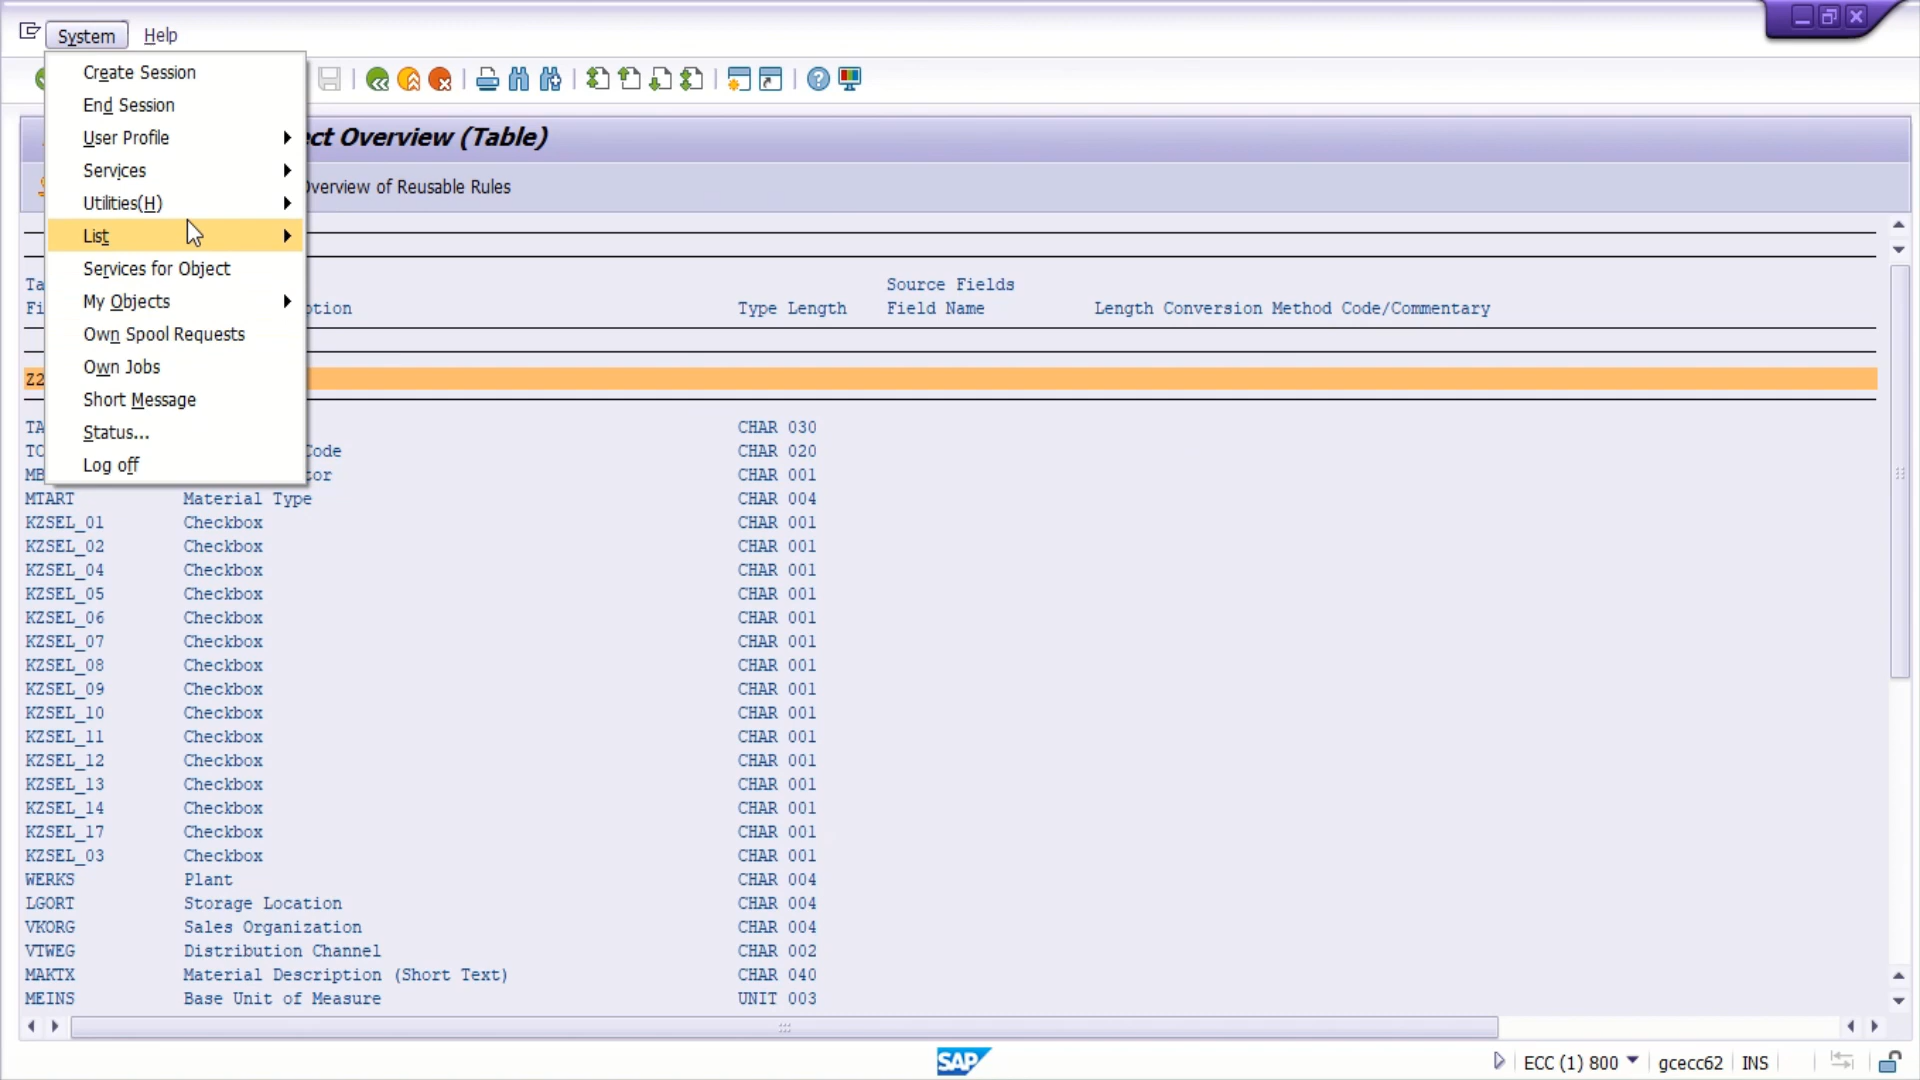 System Help
Create Session
End Session
User Profile
Services
Utilities(H)
List
Services for Object
My Objects
Own Spool Requests
Own Jobs
Short Message
Status...
Log off
ect Overview (Table)
Overview of Reusable Rules
Ta Source Fields
Fi ption Type Length Field Name Length Conversion Method Code/Commentary
Z2
TA CHAR 030
TC Code CHAR 020
MB tor CHAR 001
MTART Material Type CHAR 004
KZSEL_01 Checkbox CHAR 001
KZSEL_02 Checkbox CHAR 001
KZSEL_04 Checkbox CHAR 001
KZSEL_05 Checkbox CHAR 001
KZSEL_06 Checkbox CHAR 001
KZSEL_07 Checkbox CHAR 001
KZSEL_08 Checkbox CHAR 001
KZSEL_09 Checkbox CHAR 001
KZSEL_10 Checkbox CHAR 001
KZSEL_11 Checkbox CHAR 001
KZSEL_12 Checkbox CHAR 001
KZSEL_13 Checkbox CHAR 001
KZSEL_14 Checkbox CHAR 001
KZSEL_17 Checkbox CHAR 001
KZSEL_03 Checkbox CHAR 001
WERKS Plant CHAR 004
LGORT Storage Location CHAR 004
VKORG Sales Organization CHAR 004
VTWEG Distribution Channel CHAR 002
MAKTX Material Description (Short Text) CHAR 040
MEINS Base Unit of Measure UNIT 003
SAP ECC (1) 800 gcecc62 INS